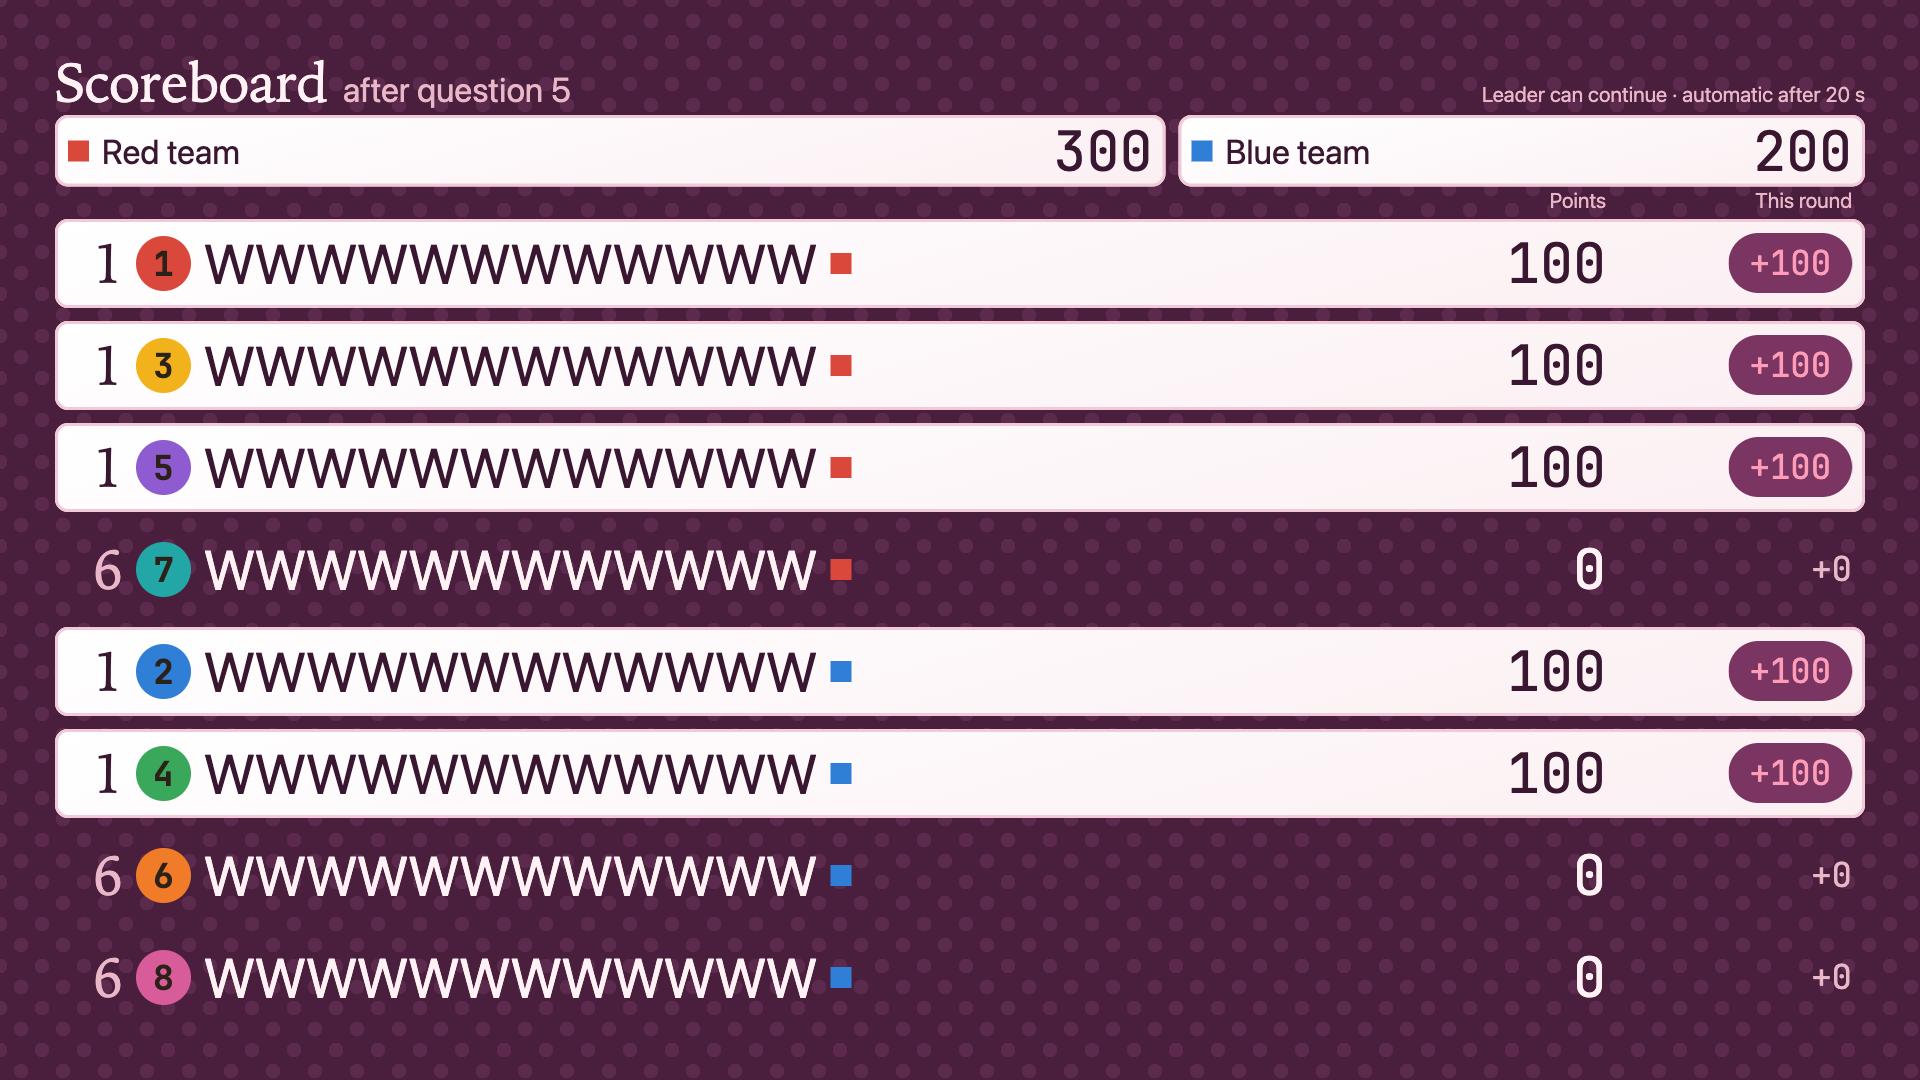 Scoreboard after question 5
Leader can continue · automatic after 20 s
Red team 300
Blue team 200
Points This round
1 1 WWWWWWWWWWWW 100 +100
1 3 WWWWWWWWWWWW 100 +100
1 5 WWWWWWWWWWWW 100 +100
6 7 WWWWWWWWWWWW 0 +0
1 2 WWWWWWWWWWWW 100 +100
1 4 WWWWWWWWWWWW 100 +100
6 6 WWWWWWWWWWWW 0 +0
6 8 WWWWWWWWWWWW 0 +0